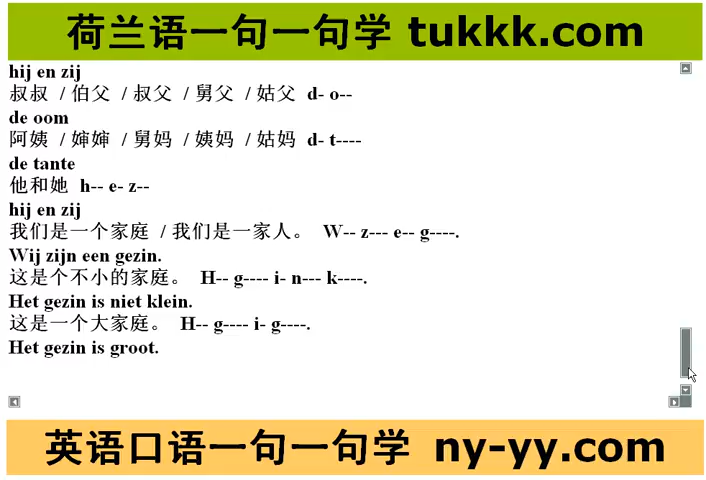 荷兰语一句一句学 tukkk.com
hij en zij
叔叔 / 伯父 / 叔父 / 舅父 / 姑父 d- o--
de oom
阿姨 / 婶婶 / 舅妈 / 姨妈 / 姑妈 d- t----
de tante
他和她 h-- e- z--
hij en zij
我们是一个家庭 / 我们是一家人。 W-- z--- e-- g----.
Wij zijn een gezin.
这是个不小的家庭。 H-- g---- i- n--- k----.
Het gezin is niet klein.
这是一个大家庭。 H-- g---- i- g----.
Het gezin is groot.
英语口语一句一句学 ny-yy.com